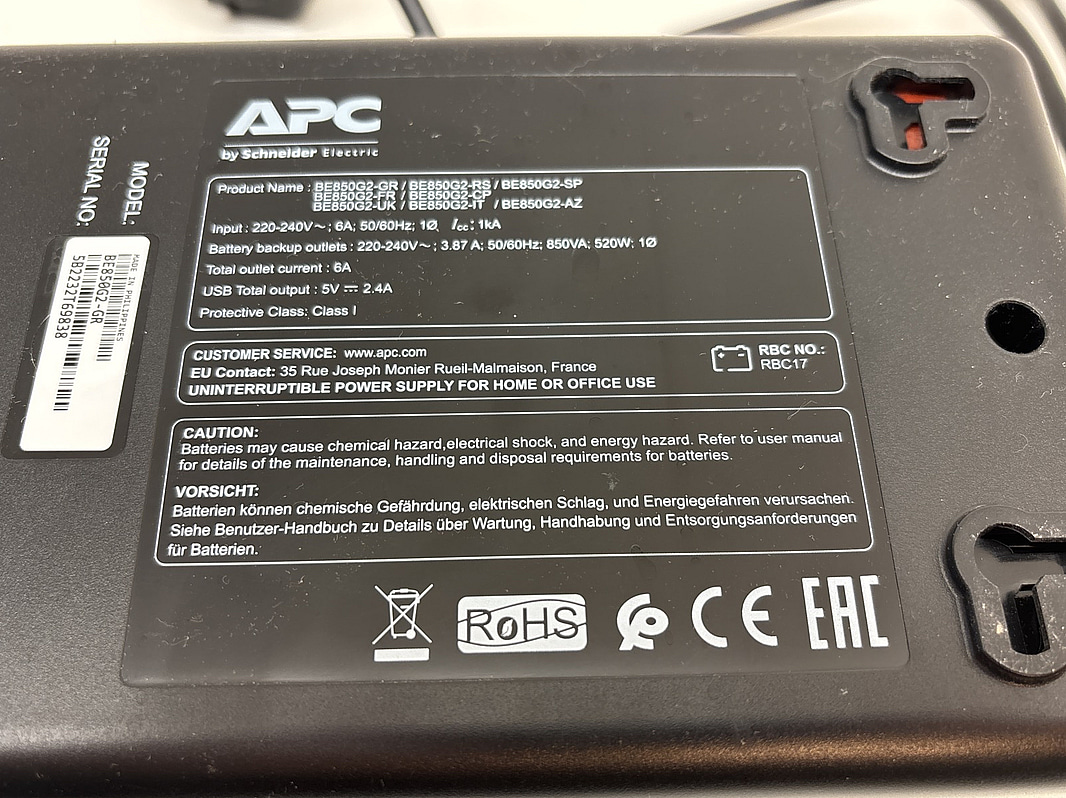 APC
by Schneider Electric
Product Name : BE850G2-GR / BE850G2-RS / BE850G2-SP
BE850G2-FR / BE850G2-CP
BE850G2-UK / BE850G2-IT / BE850G2-AZ
Input : 220-240V～; 6A; 50/60Hz; 1Ø, Icc: 1kA
Battery backup outlets : 220-240V～; 3.87 A; 50/60Hz; 850VA; 520W; 1Ø
Total outlet current : 6A
USB Total output : 5V ⎓ 2.4A
Protective Class: Class I
CUSTOMER SERVICE: www.apc.com
EU Contact: 35 Rue Joseph Monier Rueil-Malmaison, France
UNINTERRUPTIBLE POWER SUPPLY FOR HOME OR OFFICE USE
RBC NO.:
RBC17
CAUTION:
Batteries may cause chemical hazard,electrical shock, and energy hazard. Refer to user manual
for details of the maintenance, handling and disposal requirements for batteries.
VORSICHT:
Batterien können chemische Gefährdung, elektrischen Schlag, und Energiegefahren verursachen.
Siehe Benutzer-Handbuch zu Details über Wartung, Handhabung und Entsorgungsanforderungen
für Batterien.
RoHS
CE
EAC
MODEL:
SERIAL NO:
MADE IN PHILIPPINES
BE850G2-GR
5B2232T69838